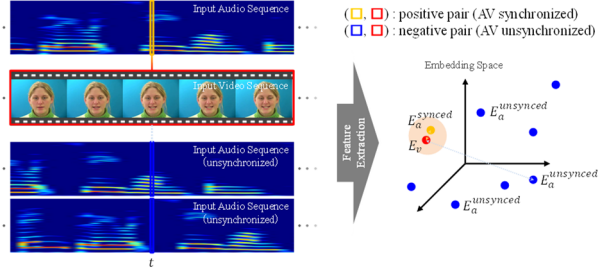 Input Audio Sequence
Input Video Sequence
Input Audio Sequence
(unsynchronized)
Input Audio Sequence
(unsynchronized)
t
Feature
Extraction
( , ) : positive pair (AV synchronized)
( , ) : negative pair (AV unsynchronized)
Embedding Space
E_a^{synced}
E_v
E_a^{unsynced}
E_a^{unsynced}
E_a^{unsynced}